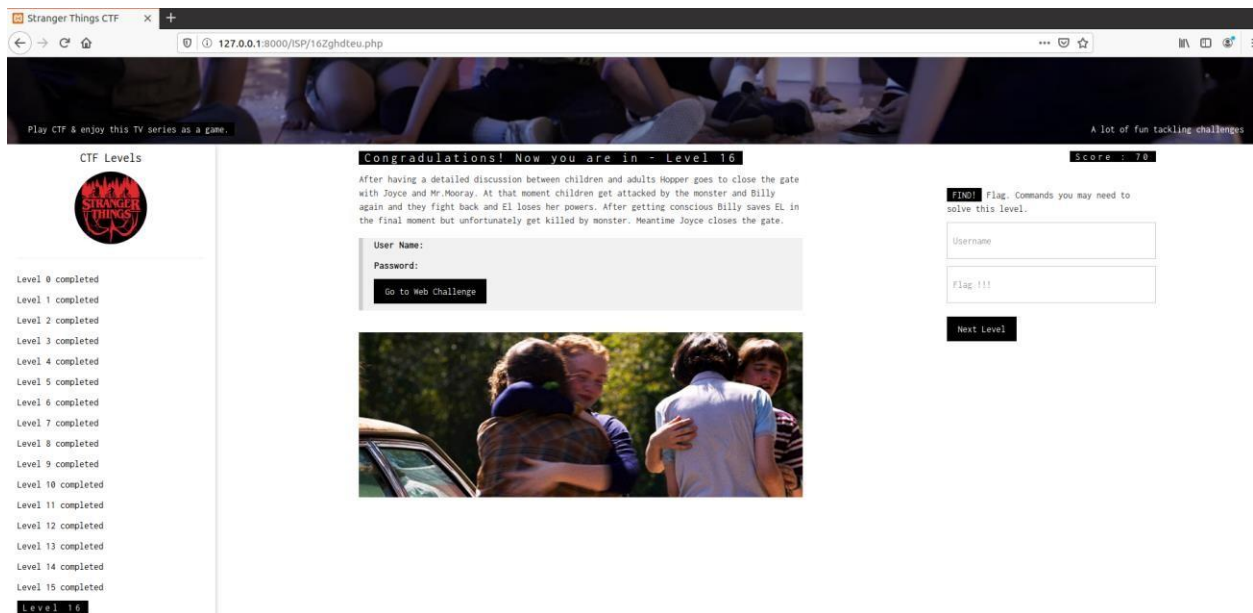 Stranger Things CTF
127.0.0.1:8000/ISP/16Zghdteu.php
Play CTF & enjoy this TV series as a game.
A lot of fun tackling challenges
CTF Levels
STRANGER
THINGS
Level 0 completed
Level 1 completed
Level 2 completed
Level 3 completed
Level 4 completed
Level 5 completed
Level 6 completed
Level 7 completed
Level 8 completed
Level 9 completed
Level 10 completed
Level 11 completed
Level 12 completed
Level 13 completed
Level 14 completed
Level 15 completed
Level 16
Congradulations! Now you are in - Level 16
After having a detailed discussion between children and adults Hopper goes to close the gate
with Joyce and Mr.Mooray. At that moment children get attacked by the monster and Billy
again and they fight back and El loses her powers. After getting conscious Billy saves EL in
the final moment but unfortunately get killed by monster. Meantime Joyce closes the gate.
User Name:
Password:
Go to Web Challenge
Score : 70
FIND! Flag. Commands you may need to
solve this level.
Username
Flag !!!
Next Level